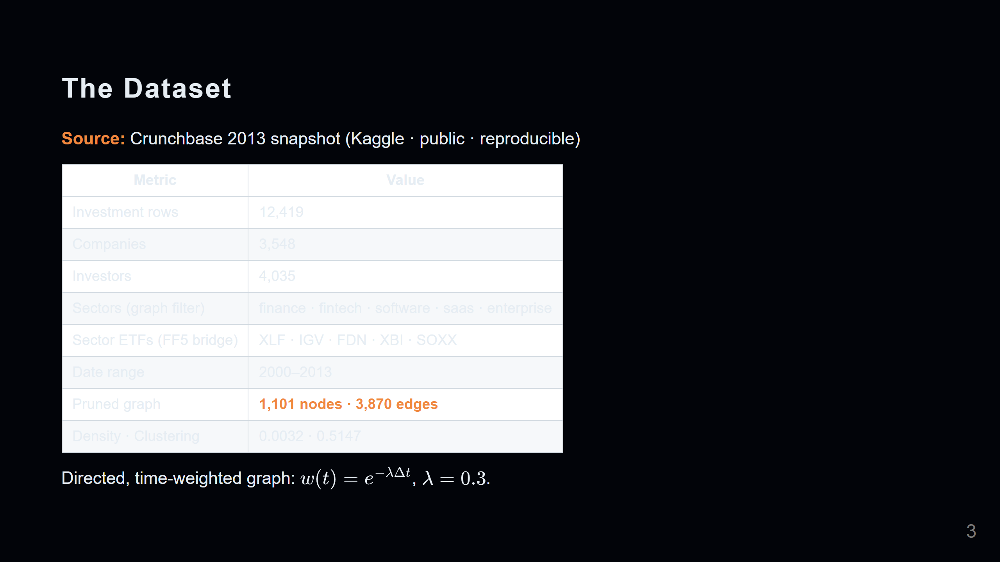 The Dataset
Source: Crunchbase 2013 snapshot (Kaggle · public · reproducible)
Metric Value
Investment rows 12,419
Companies 3,548
Investors 4,035
Sectors (graph filter) finance · fintech · software · saas · enterprise
Sector ETFs (FF5 bridge) XLF · IGV · FDN · XBI · SOXX
Date range 2000–2013
Pruned graph 1,101 nodes · 3,870 edges
Density · Clustering 0.0032 · 0.5147
Directed, time-weighted graph: w(t) = e^{−λΔt}, λ = 0.3.
3